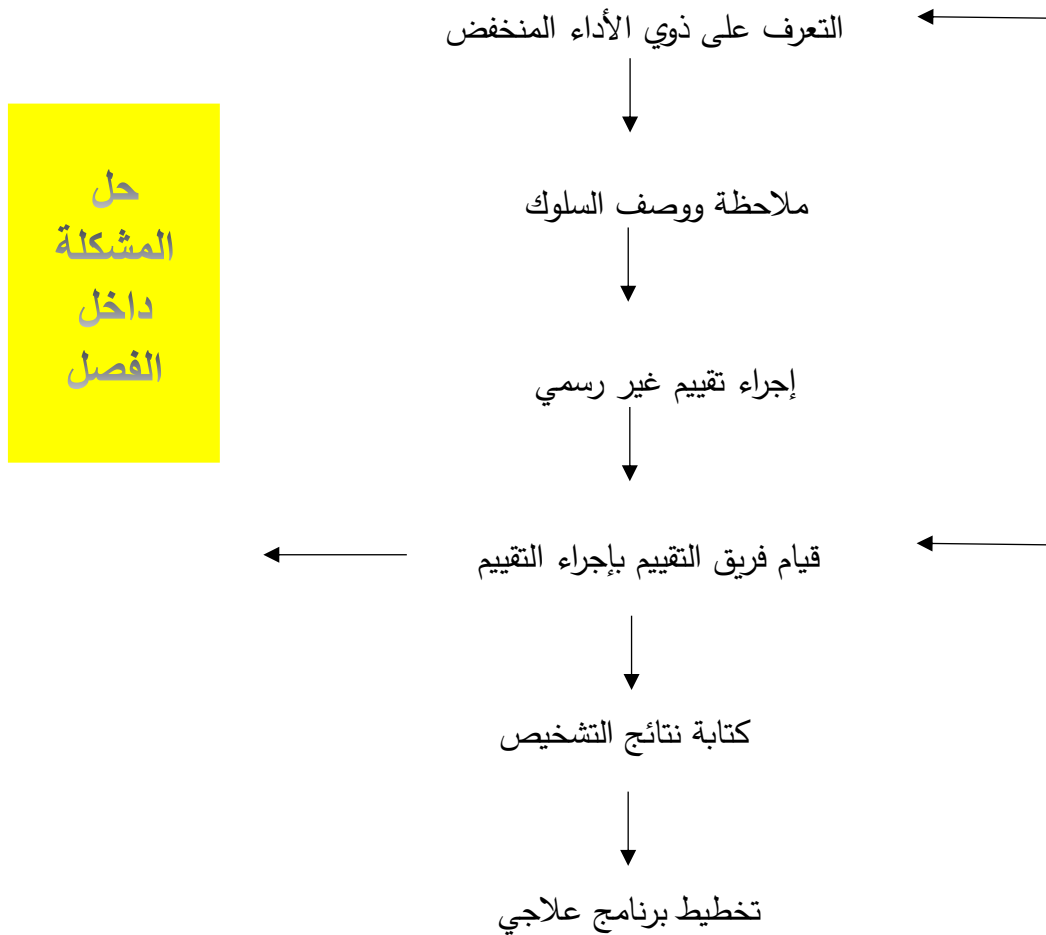 التعرف على ذوي الأداء المنخفض
ملاحظة ووصف السلوك
إجراء تقييم غير رسمي
قيام فريق التقييم بإجراء التقييم
كتابة نتائج التشخيص
تخطيط برنامج علاجي
حل
المشكلة
داخل
الفصل